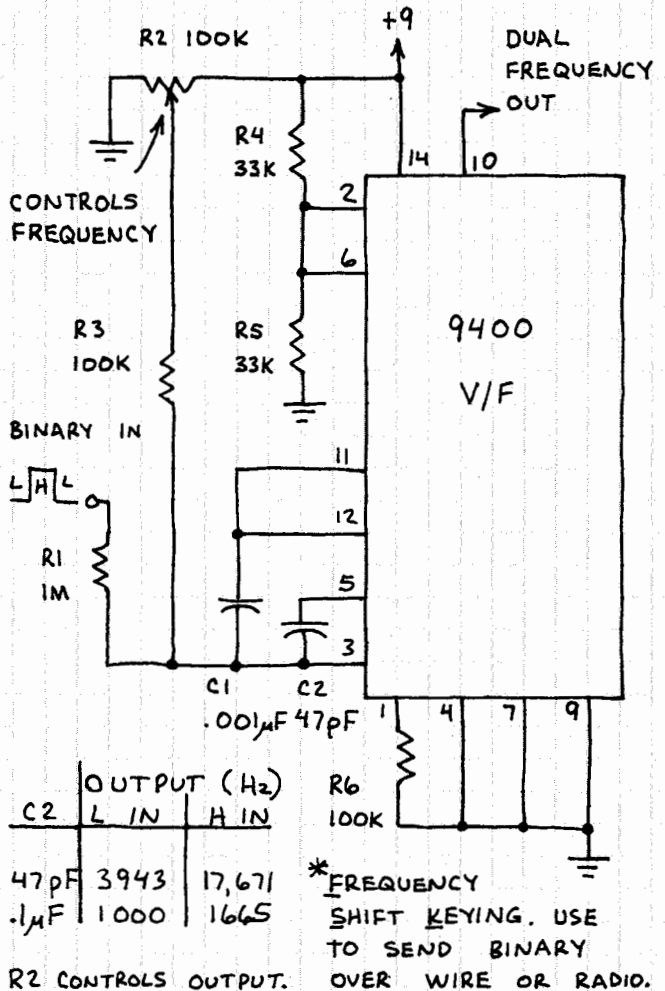 +9
R2 100K
DUAL
FREQUENCY
OUT
R4
33K
14
10
2
CONTROLS
FREQUENCY
6
R3
100K
R5
33K
9400
V/F
BINARY IN
L H L
11
12
R1
1M
5
3
C1
.001µF
C2
47pF
1
4
7
9
R6
100K
OUTPUT (Hz)
C2 L IN H IN
47pF 3943 17,671
.1µF 1000 1665
R2 CONTROLS OUTPUT.
*FREQUENCY
SHIFT KEYING. USE
TO SEND BINARY
OVER WIRE OR RADIO.